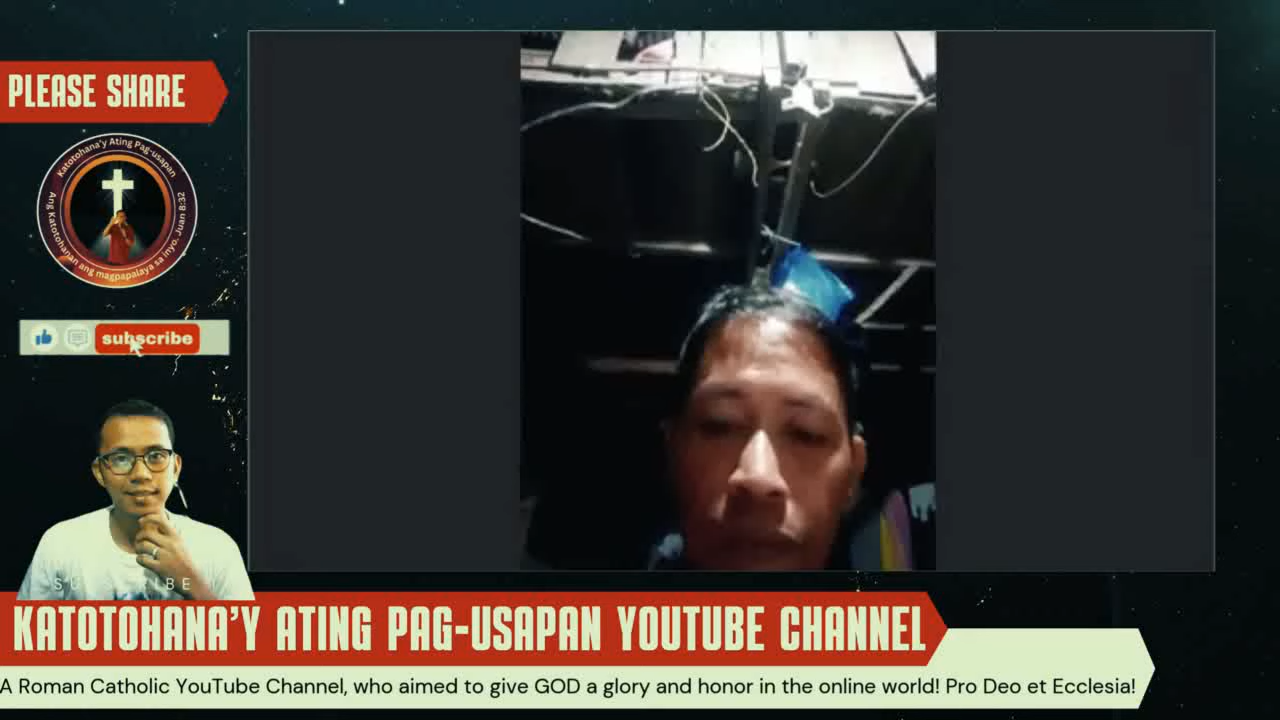 PLEASE SHARE
Katotohana'y Ating Pag-usapan
Ang Katotohanan ang magpapalaya sa inyo. Juan 8:32
subscribe
KATOTOHANA'Y ATING PAG-USAPAN YOUTUBE CHANNEL
A Roman Catholic YouTube Channel, who aimed to give GOD a glory and honor in the online world! Pro Deo et Ecclesia!